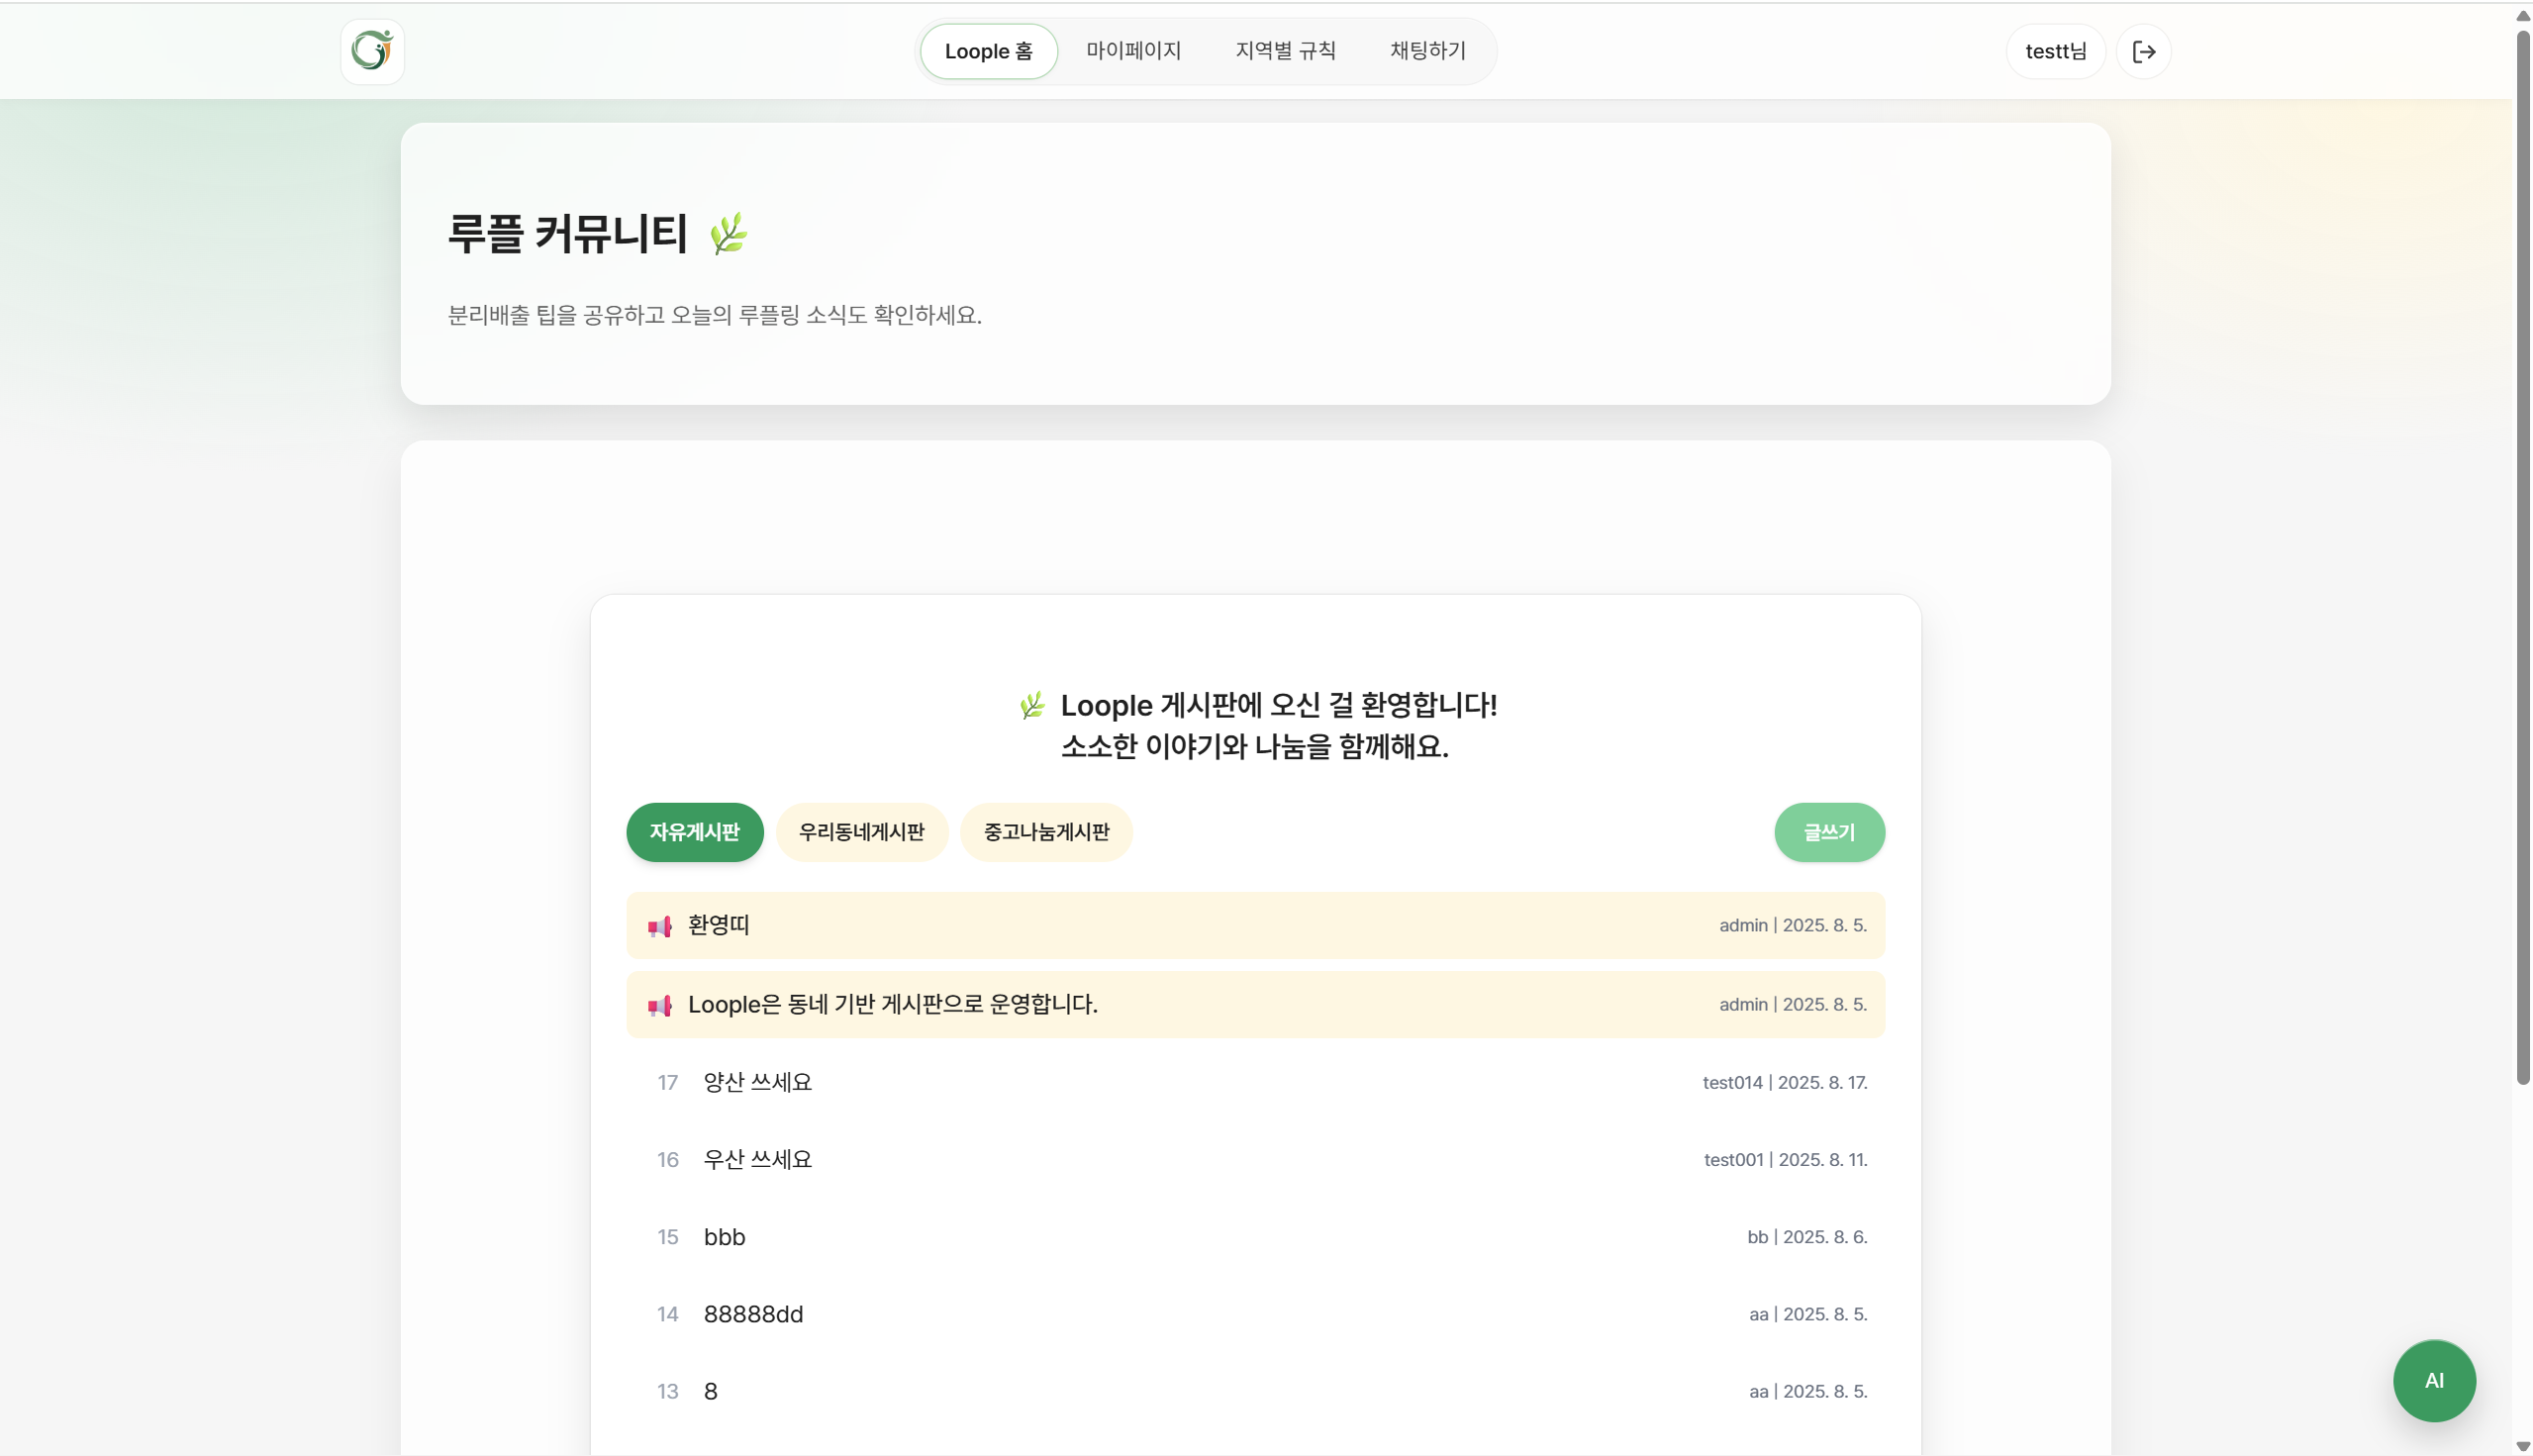 Loople 홈 마이페이지 지역별 규칙 채팅하기 testt님
루플 커뮤니티
분리배출 팁을 공유하고 오늘의 루플링 소식도 확인하세요.
Loople 게시판에 오신 걸 환영합니다!
소소한 이야기와 나눔을 함께해요.
자유게시판 우리동네게시판 중고나눔게시판 글쓰기
환영띠 admin | 2025. 8. 5.
Loople은 동네 기반 게시판으로 운영합니다. admin | 2025. 8. 5.
17 양산 쓰세요 test014 | 2025. 8. 17.
16 우산 쓰세요 test001 | 2025. 8. 11.
15 bbb bb | 2025. 8. 6.
14 88888dd aa | 2025. 8. 5.
13 8 aa | 2025. 8. 5.
AI